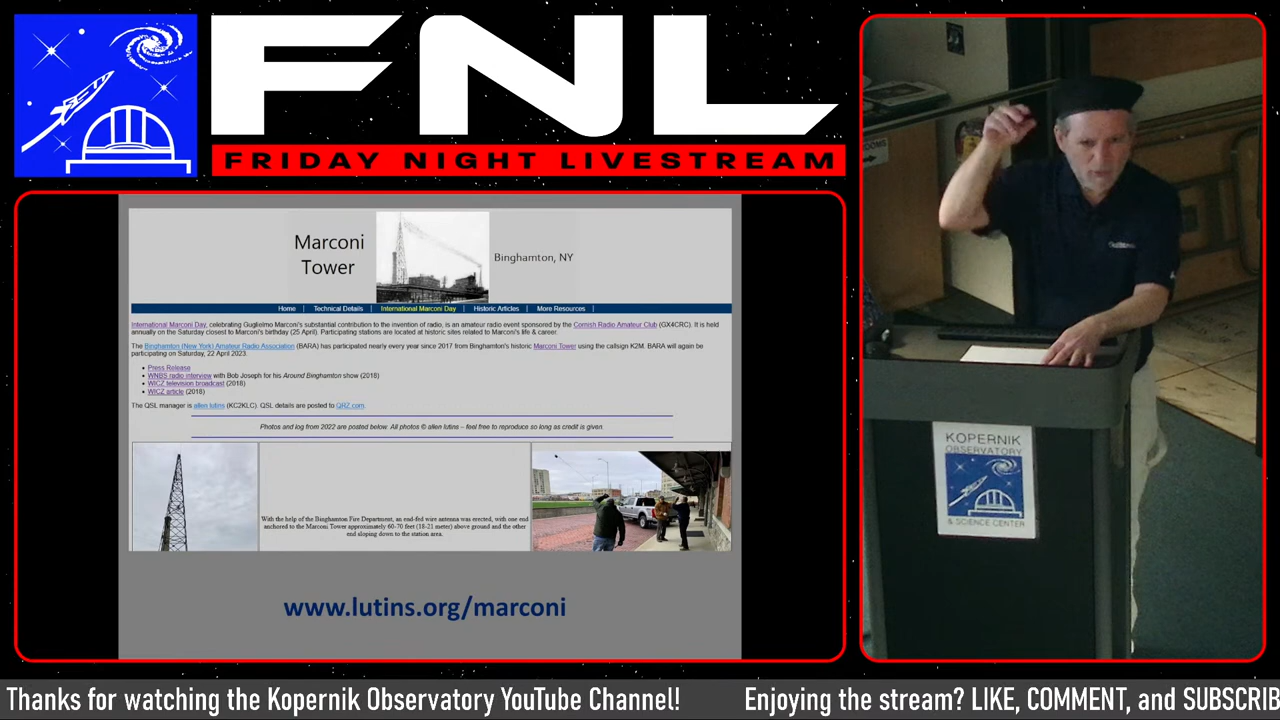 FNL
FRIDAY NIGHT LIVESTREAM
Marconi
Tower
Binghamton, NY
Home | Technical Details | International Marconi Day | Historic Articles | More Resources |
International Marconi Day, celebrating Guglielmo Marconi's substantial contribution to the invention of radio, is an amateur radio event sponsored by the Cornish Radio Amateur Club (GX4CRC). It is held
annually on the Saturday closest to Marconi's birthday (25 April). Participating stations are located at historic sites related to Marconi's life & career.
The Binghamton (New York) Amateur Radio Association (BARA) has participated nearly every year since 2017 from Binghamton's historic Marconi Tower using the callsign K2M. BARA will again be
participating on Saturday, 22 April 2023.
• Press Release
• WNBS radio interview with Bob Joseph for his Around Binghamton show (2018)
• WICZ television broadcast (2018)
• WICZ article (2018)
The QSL manager is allen lutins (KC2KLC). QSL details are posted to QRZ.com.
Photos and log from 2022 are posted below. All photos © allen lutins – feel free to reproduce so long as credit is given.
With the help of the Binghamton Fire Department, an end-fed wire antenna was erected, with one end
anchored to the Marconi Tower approximately 60-70 feet (18-21 meter) above ground and the other
end sloping down to the station area.
www.lutins.org/marconi
KOPERNIK
OBSERVATORY
& SCIENCE CENTER
Thanks for watching the Kopernik Observatory YouTube Channel! Enjoying the stream? LIKE, COMMENT, and SUBSCRIB